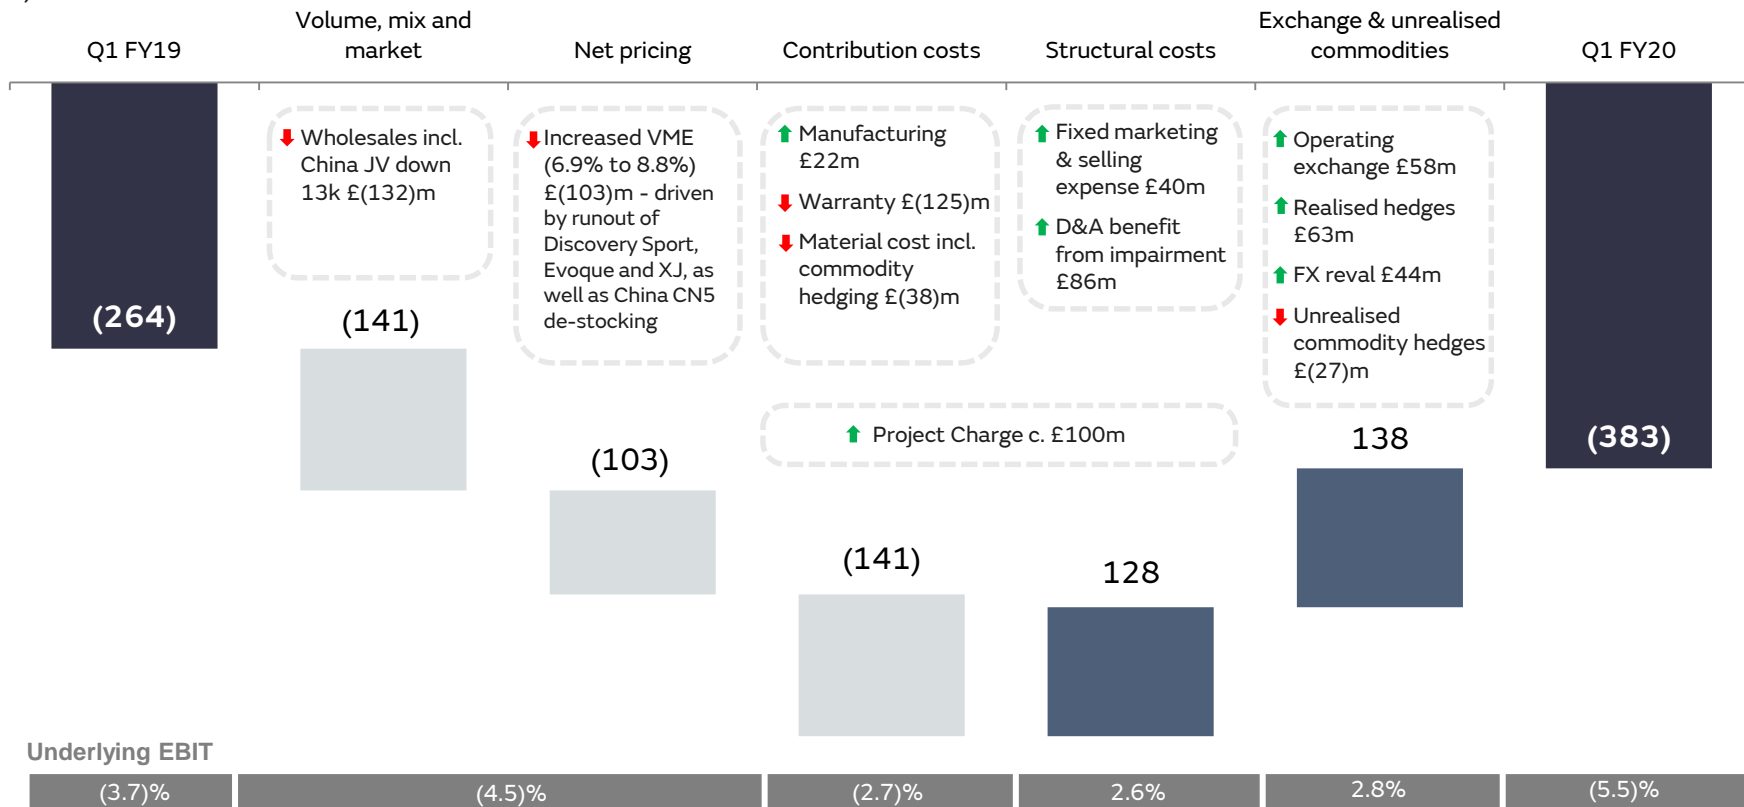 Q1 FY19
Volume, mix and
market
Net pricing
Contribution costs
Structural costs
Exchange & unrealised
commodities
Q1 FY20
Wholesales incl.
China JV down
13k £(132)m
Increased VME
(6.9% to 8.8%)
£(103)m - driven
by runout of
Discovery Sport,
Evoque and XJ, as
well as China CN5
de-stocking
Manufacturing
£22m
Warranty £(125)m
Material cost incl.
commodity
hedging £(38)m
Fixed marketing
& selling
expense £40m
D&A benefit
from impairment
£86m
Operating
exchange £58m
Realised hedges
£63m
FX reval £44m
Unrealised
commodity hedges
£(27)m
Project Charge c. £100m
(264)
(141)
(103)
(141)
128
138
(383)
Underlying EBIT
(3.7)%
(4.5)%
(2.7)%
2.6%
2.8%
(5.5)%